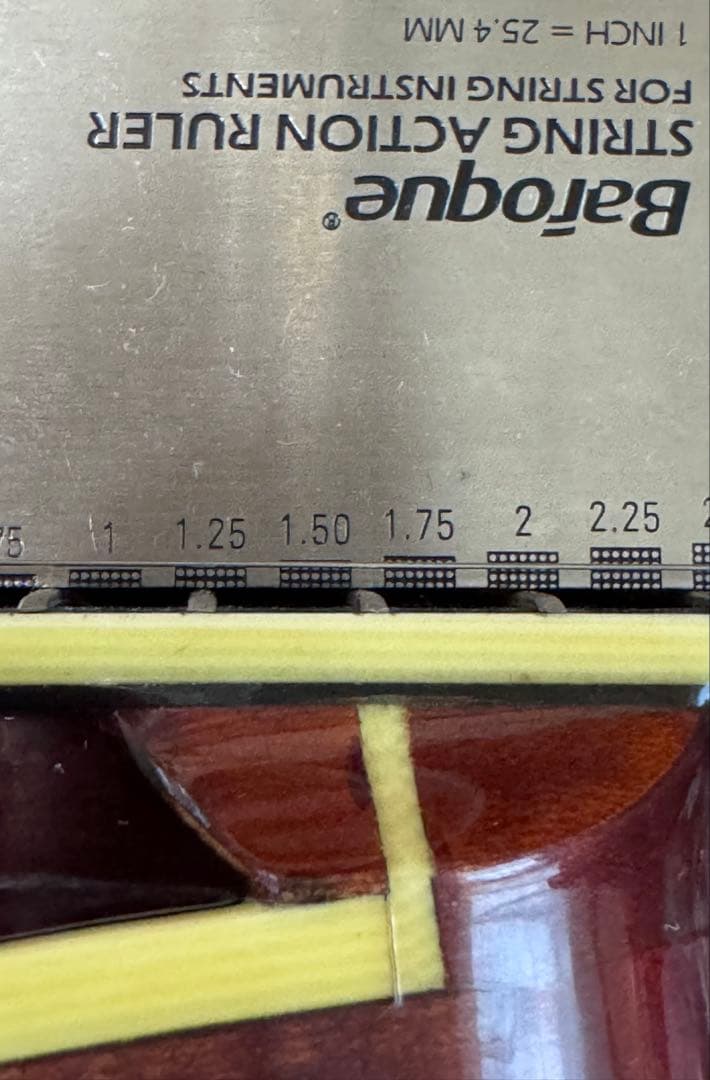 Baroque®
STRING ACTION RULER
FOR STRING INSTRUMENTS
1 INCH = 25.4 MM
1 1.25 1.50 1.75 2 2.25